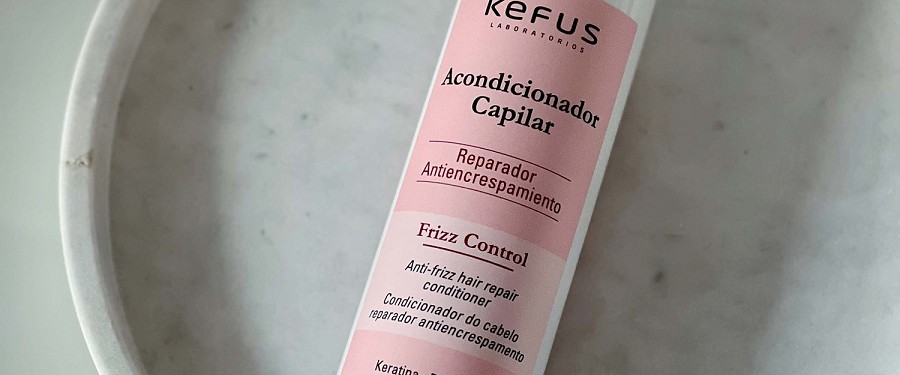 KeFUS
LABORATORIOS
Acondicionador
Capilar
Reparador
Antiencrespamiento
Frizz Control
Anti-frizz hair repair
conditioner
Condicionador do cabelo
reparador antiencrespamento
Keratina